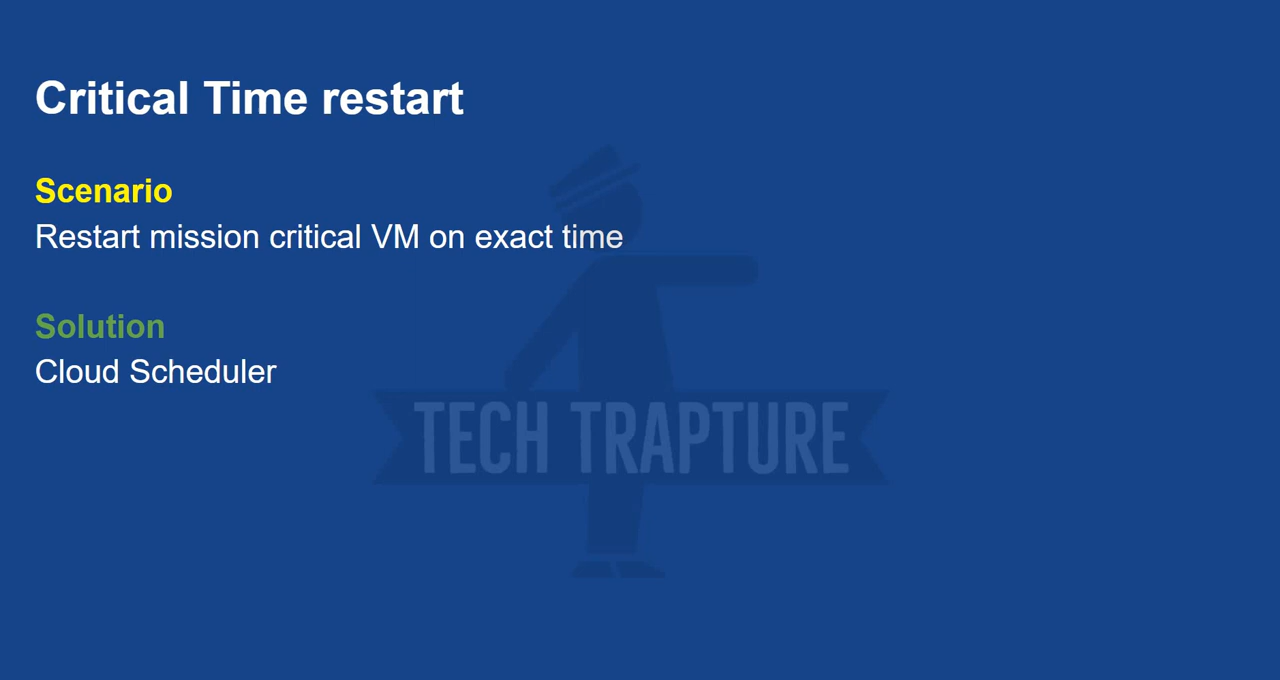 Critical Time restart
Scenario
Restart mission critical VM on exact time
Solution
Cloud Scheduler
TECH TRAPTURE